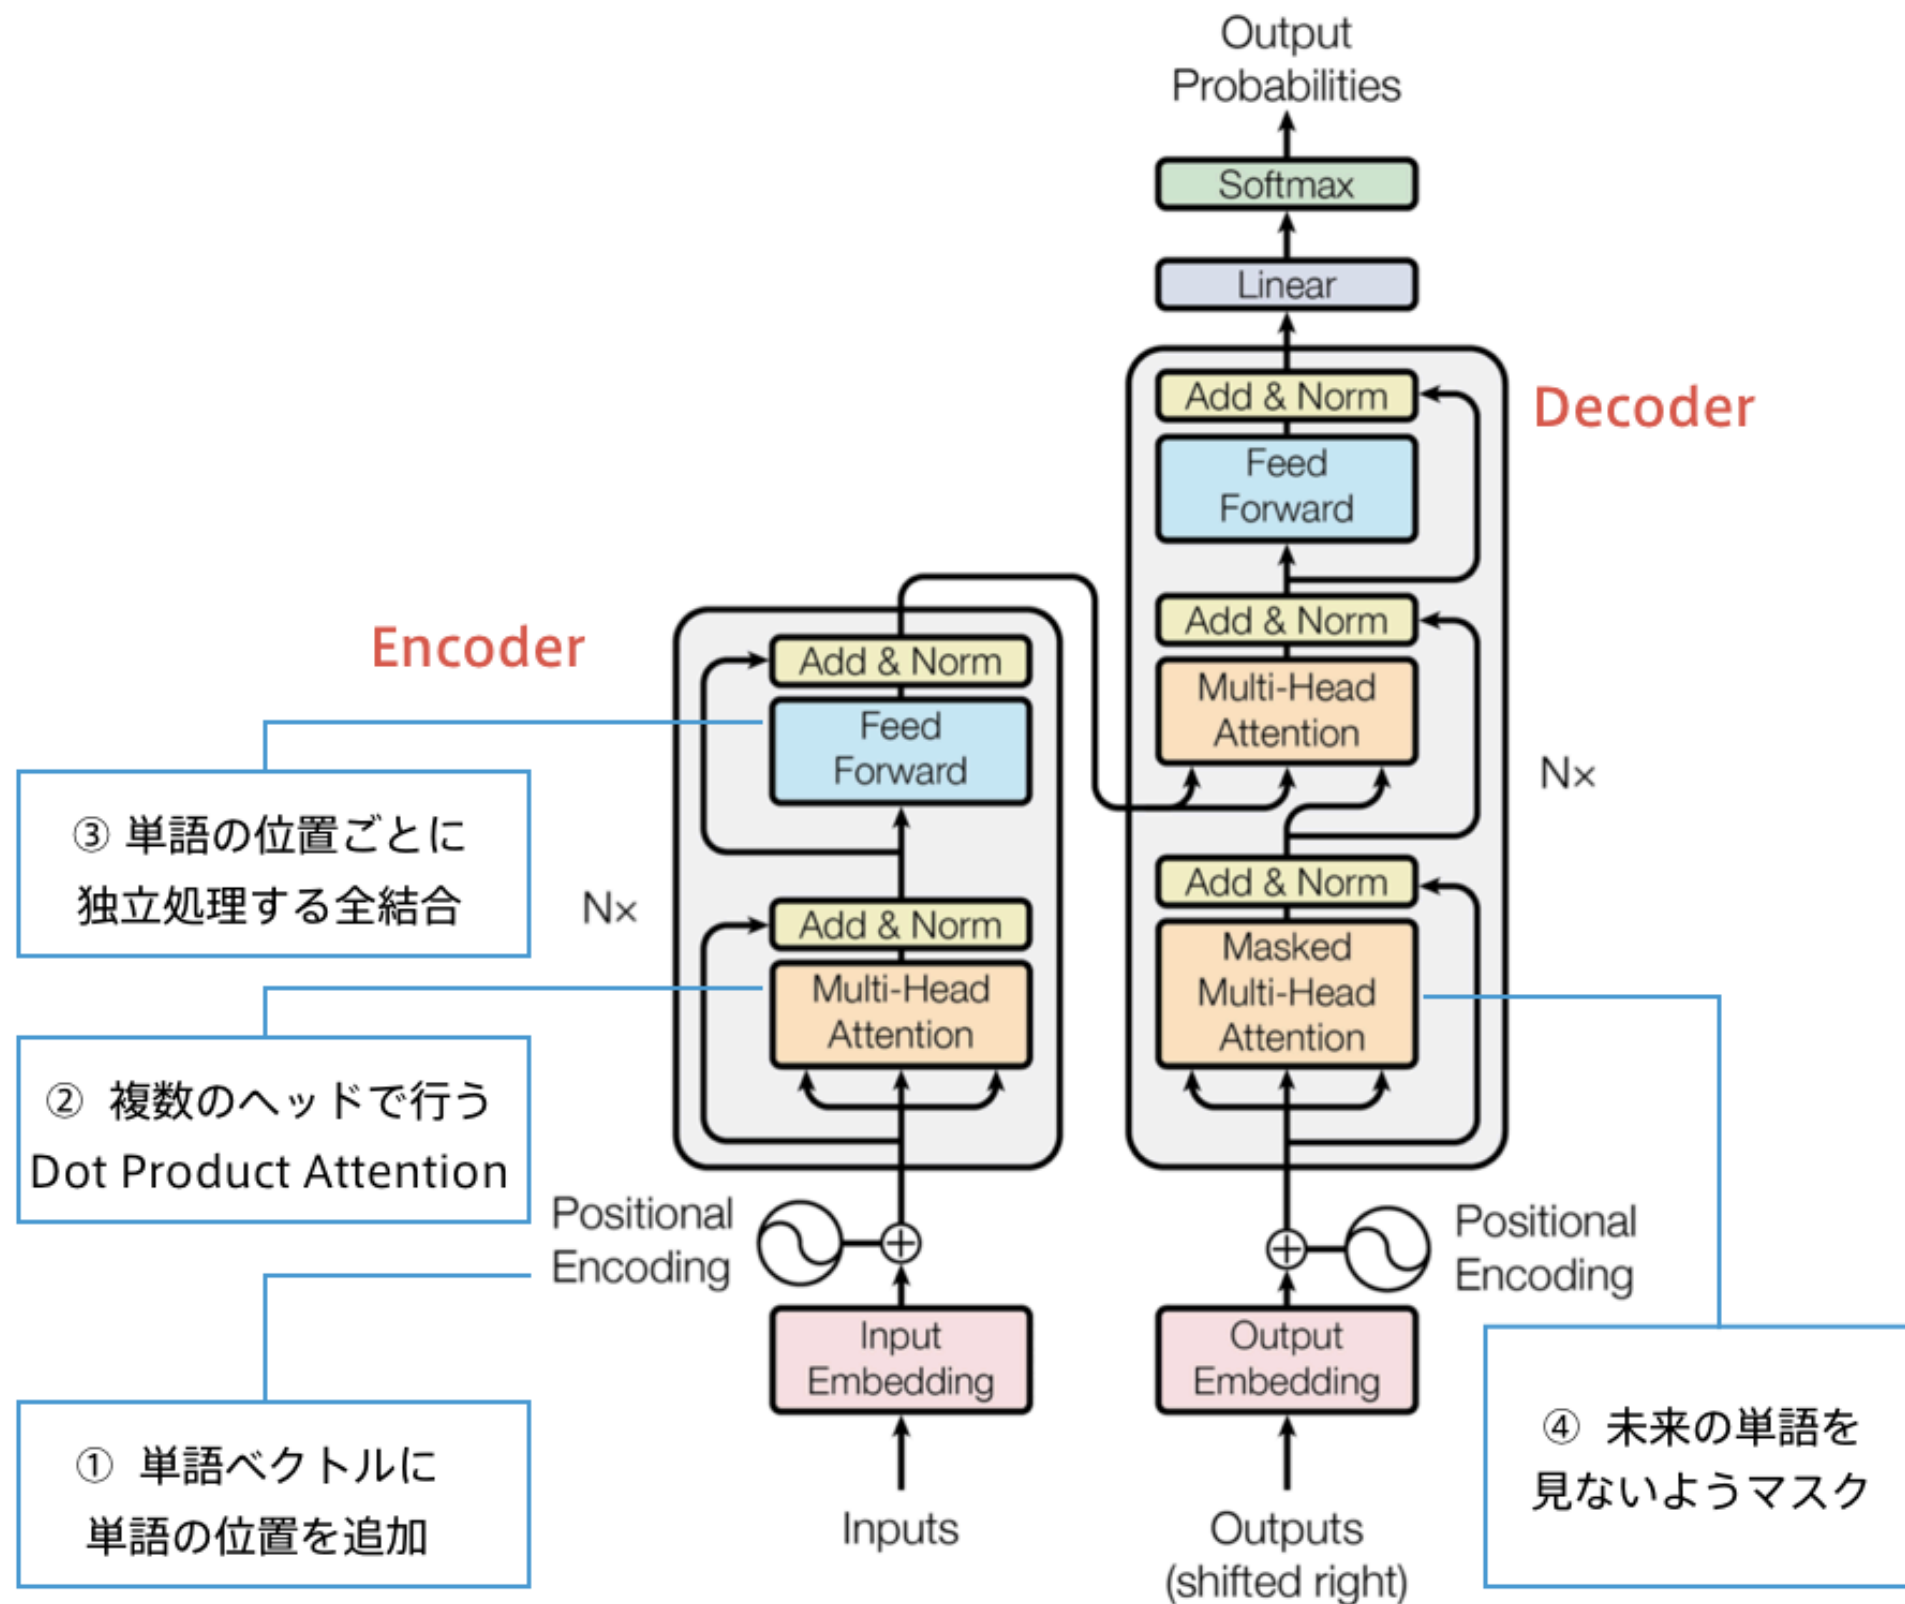 Output
Probabilities
Softmax
Linear
Add & Norm
Feed
Forward
Add & Norm
Multi-Head
Attention
Add & Norm
Masked
Multi-Head
Attention
Decoder
N×
Encoder
Add & Norm
Feed
Forward
Add & Norm
Multi-Head
Attention
N×
③ 単語の位置ごとに
独立処理する全結合
② 複数のヘッドで行う
Dot Product Attention
Positional
Encoding
Positional
Encoding
Input
Embedding
Output
Embedding
① 単語ベクトルに
単語の位置を追加
④ 未来の単語を
見ないようマスク
Inputs
Outputs
(shifted right)